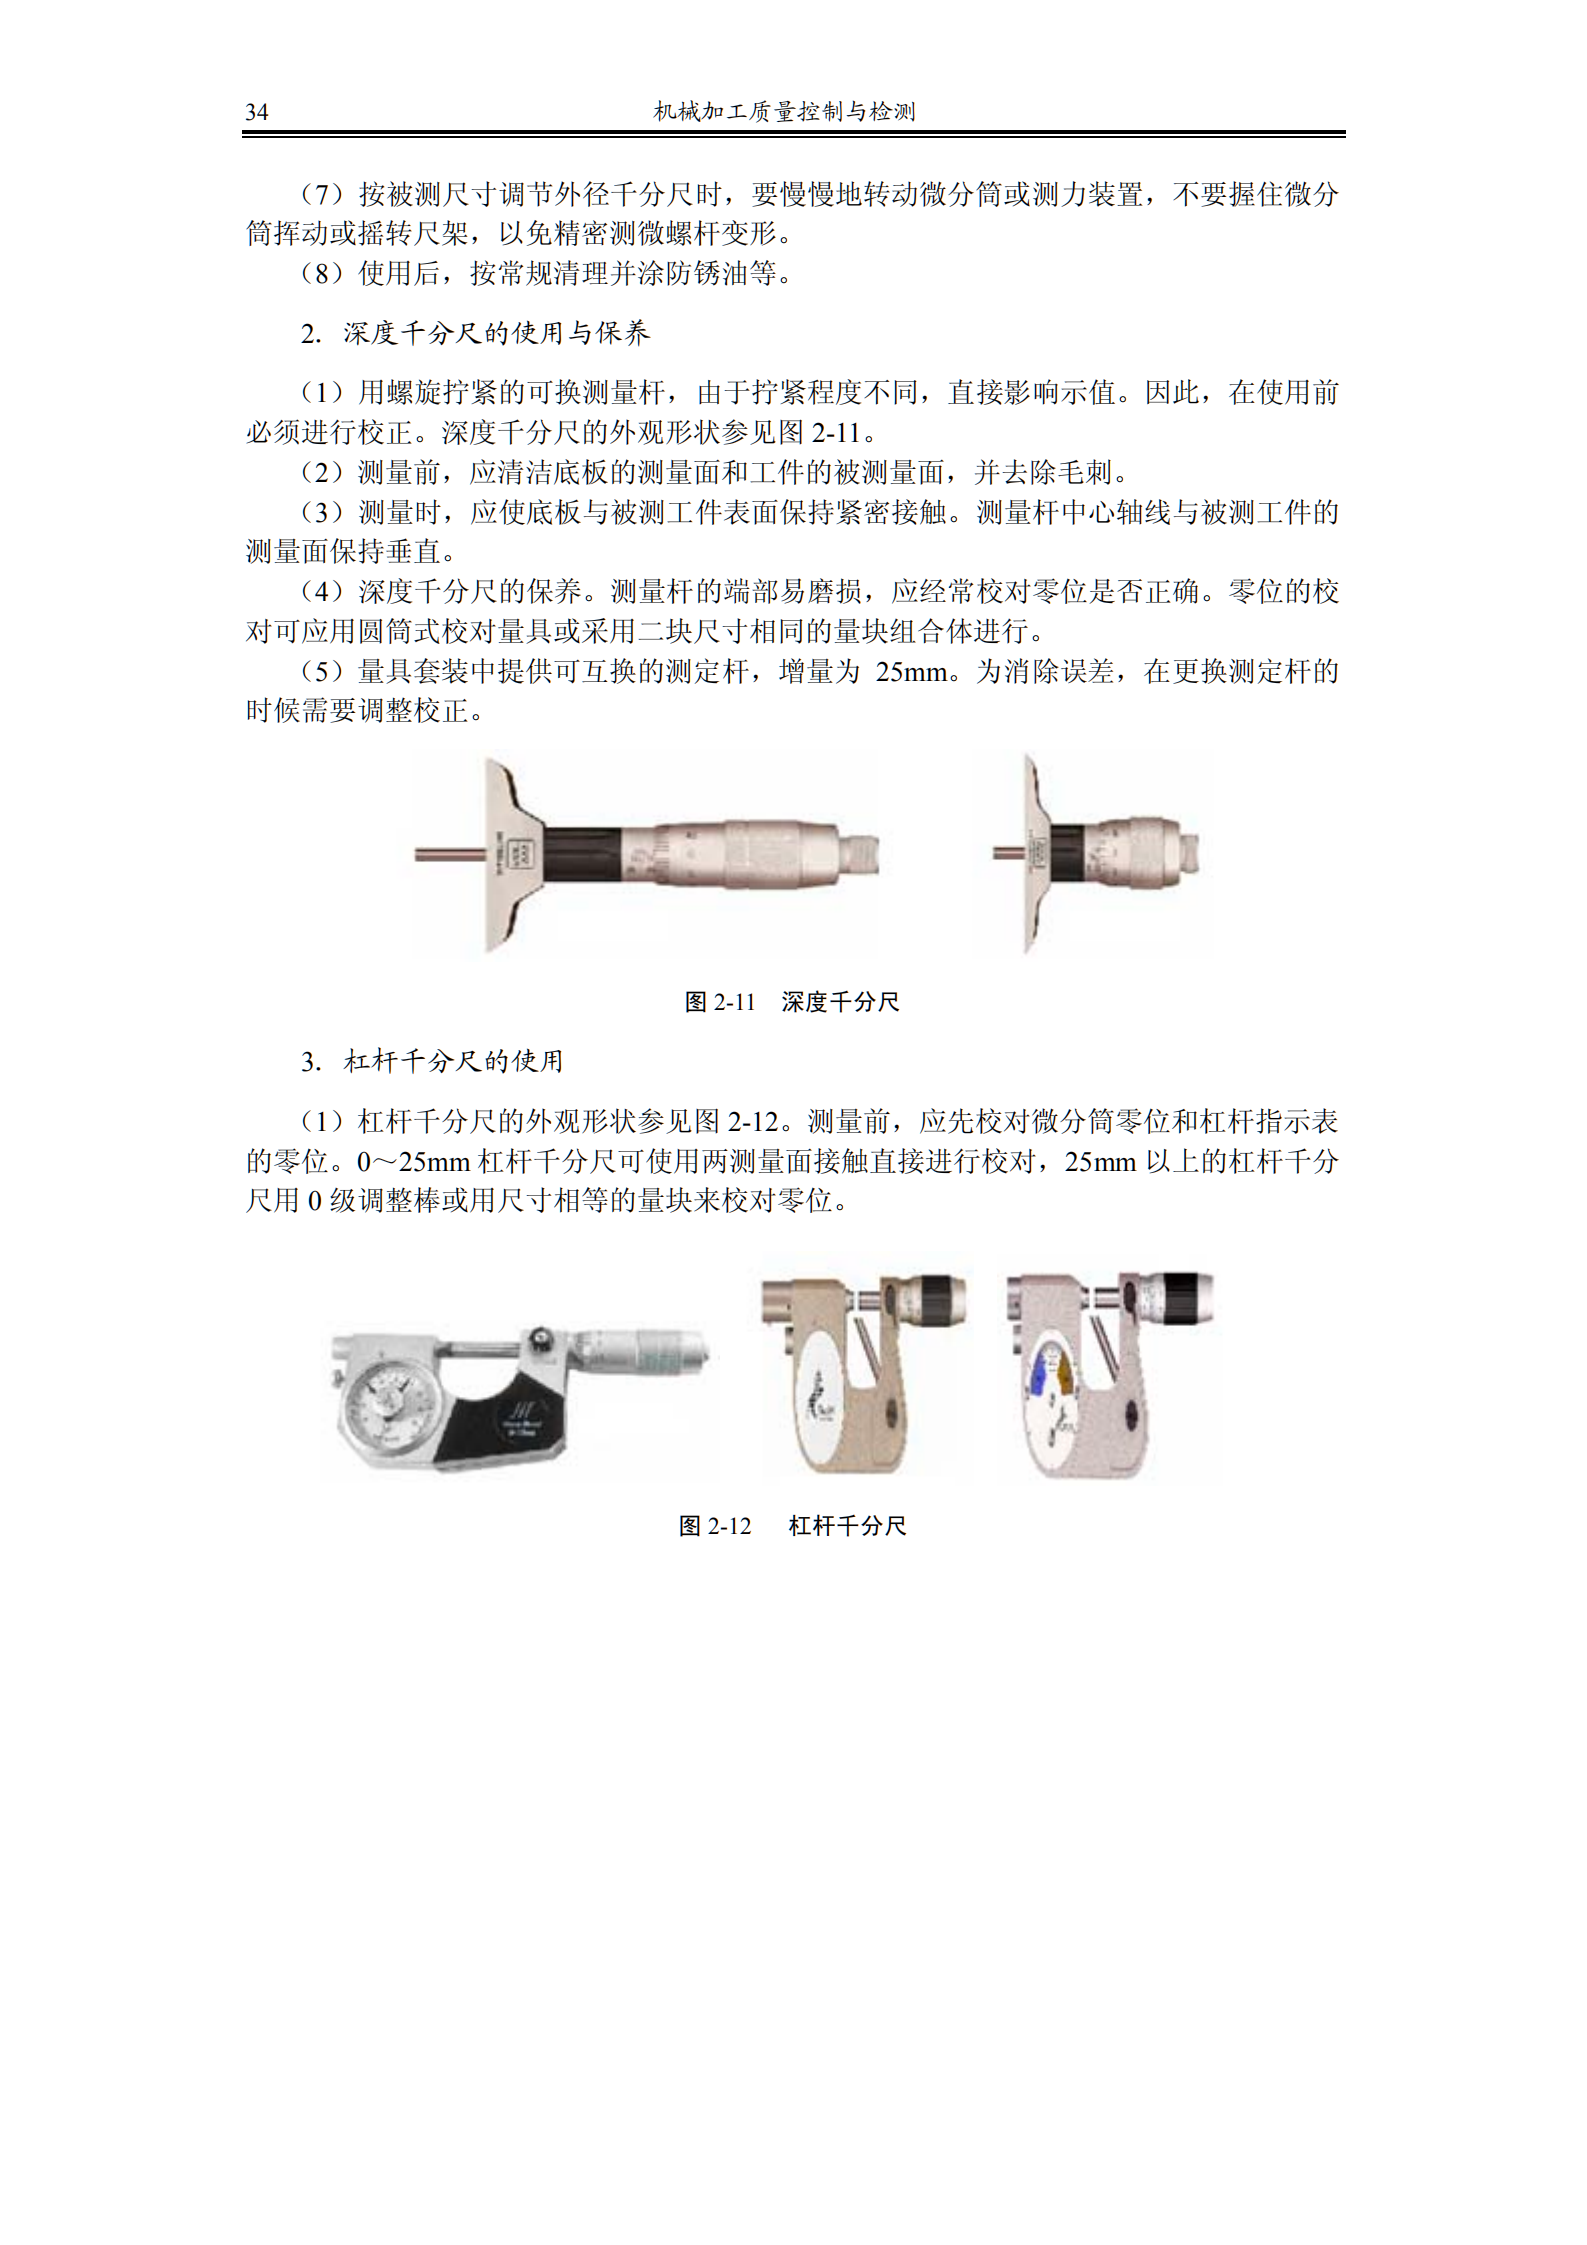 34
机械加工质量控制与检测
（7）按被测尺寸调节外径千分尺时，要慢慢地转动微分筒或测力装置，不要握住微分
筒挥动或摇转尺架，以免精密测微螺杆变形。
（8）使用后，按常规清理并涂防锈油等。
2．深度千分尺的使用与保养
（1）用螺旋拧紧的可换测量杆，由于拧紧程度不同，直接影响示值。因此，在使用前
必须进行校正。深度千分尺的外观形状参见图 2-11。
（2）测量前，应清洁底板的测量面和工件的被测量面，并去除毛刺。
（3）测量时，应使底板与被测工件表面保持紧密接触。测量杆中心轴线与被测工件的
测量面保持垂直。
（4）深度千分尺的保养。测量杆的端部易磨损，应经常校对零位是否正确。零位的校
对可应用圆筒式校对量具或采用二块尺寸相同的量块组合体进行。
（5）量具套装中提供可互换的测定杆，增量为 25mm。为消除误差，在更换测定杆的
时候需要调整校正。
图 2-11 深度千分尺
3．杠杆千分尺的使用
（1）杠杆千分尺的外观形状参见图 2-12。测量前，应先校对微分筒零位和杠杆指示表
的零位。0～25mm 杠杆千分尺可使用两测量面接触直接进行校对，25mm 以上的杠杆千分
尺用 0 级调整棒或用尺寸相等的量块来校对零位。
图 2-12 杠杆千分尺